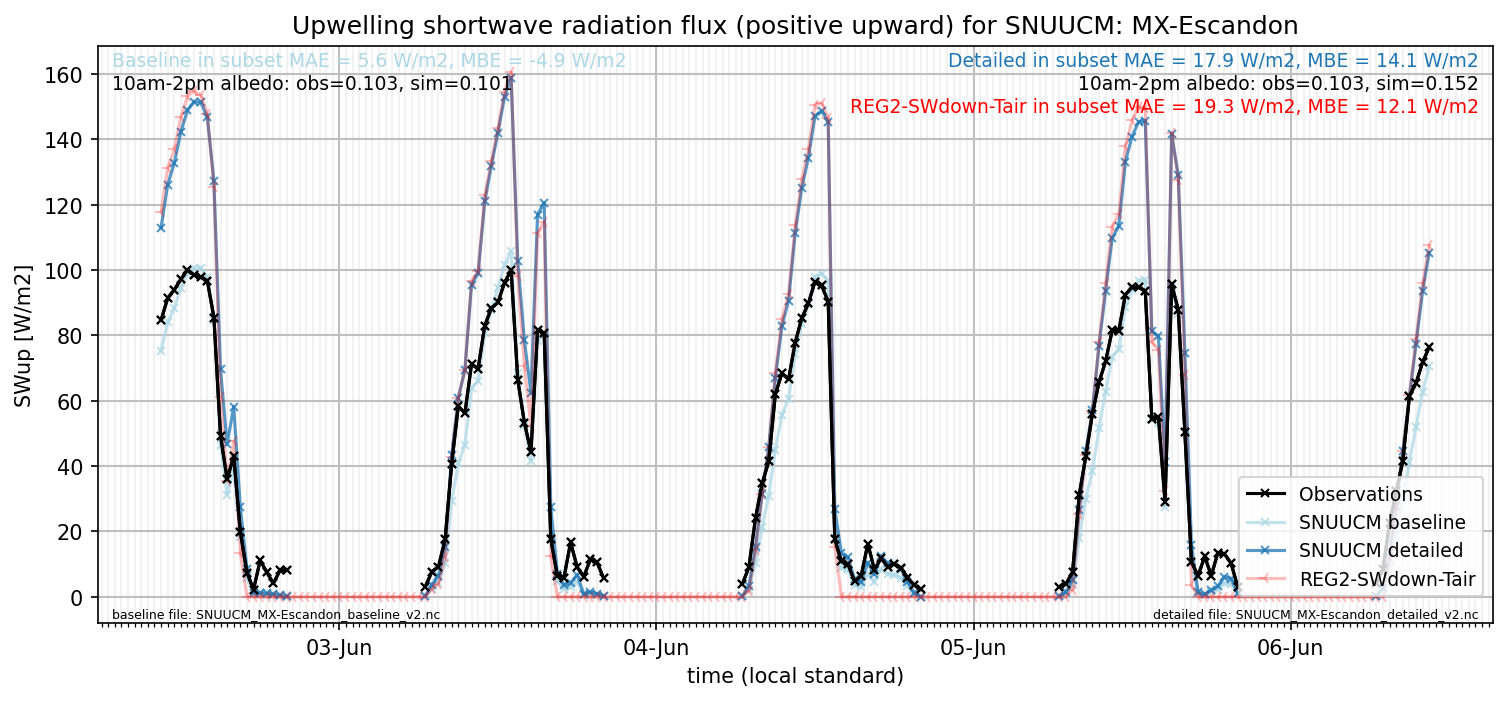 Upwelling shortwave radiation flux (positive upward) for SNUUCM: MX-Escandon
Baseline in subset MAE = 5.6 W/m2, MBE = -4.9 W/m2
10am-2pm albedo: obs=0.103, sim=0.101
Detailed in subset MAE = 17.9 W/m2, MBE = 14.1 W/m2
10am-2pm albedo: obs=0.103, sim=0.152
REG2-SWdown-Tair in subset MAE = 19.3 W/m2, MBE = 12.1 W/m2
SWup [W/m2]
160
140
120
100
80
60
40
20
0
Observations
SNUUCM baseline
SNUUCM detailed
REG2-SWdown-Tair
baseline file: SNUUCM_MX-Escandon_baseline_v2.nc
detailed file: SNUUCM_MX-Escandon_detailed_v2.nc
03-Jun
04-Jun
05-Jun
06-Jun
time (local standard)